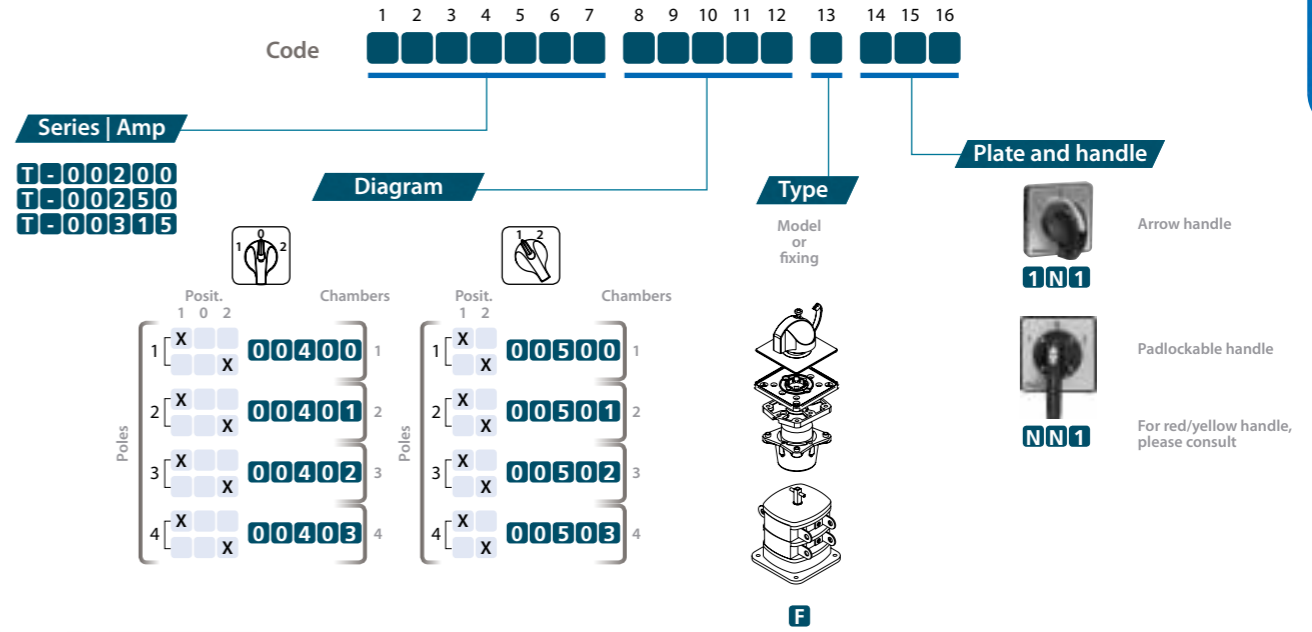 1 2 3 4 5 6 7 8 9 10 11 12 13 14 15 16
Code
Series | Amp
T-00200
T-00250
T-00315
Diagram
Type
Model
or
fixing
F
Plate and handle
Arrow handle
1N1
Padlockable handle
NN1
For red/yellow handle,
please consult
0
1 2
Posit. Chambers
1 0 2
Poles
1 X 00400 1
X
2 X 00401 2
X
3 X 00402 3
X
4 X 00403 4
X
1 2
Posit. Chambers
1 2
Poles
1 X 00500 1
X
2 X 00501 2
X
3 X 00502 3
X
4 X 00503 4
X